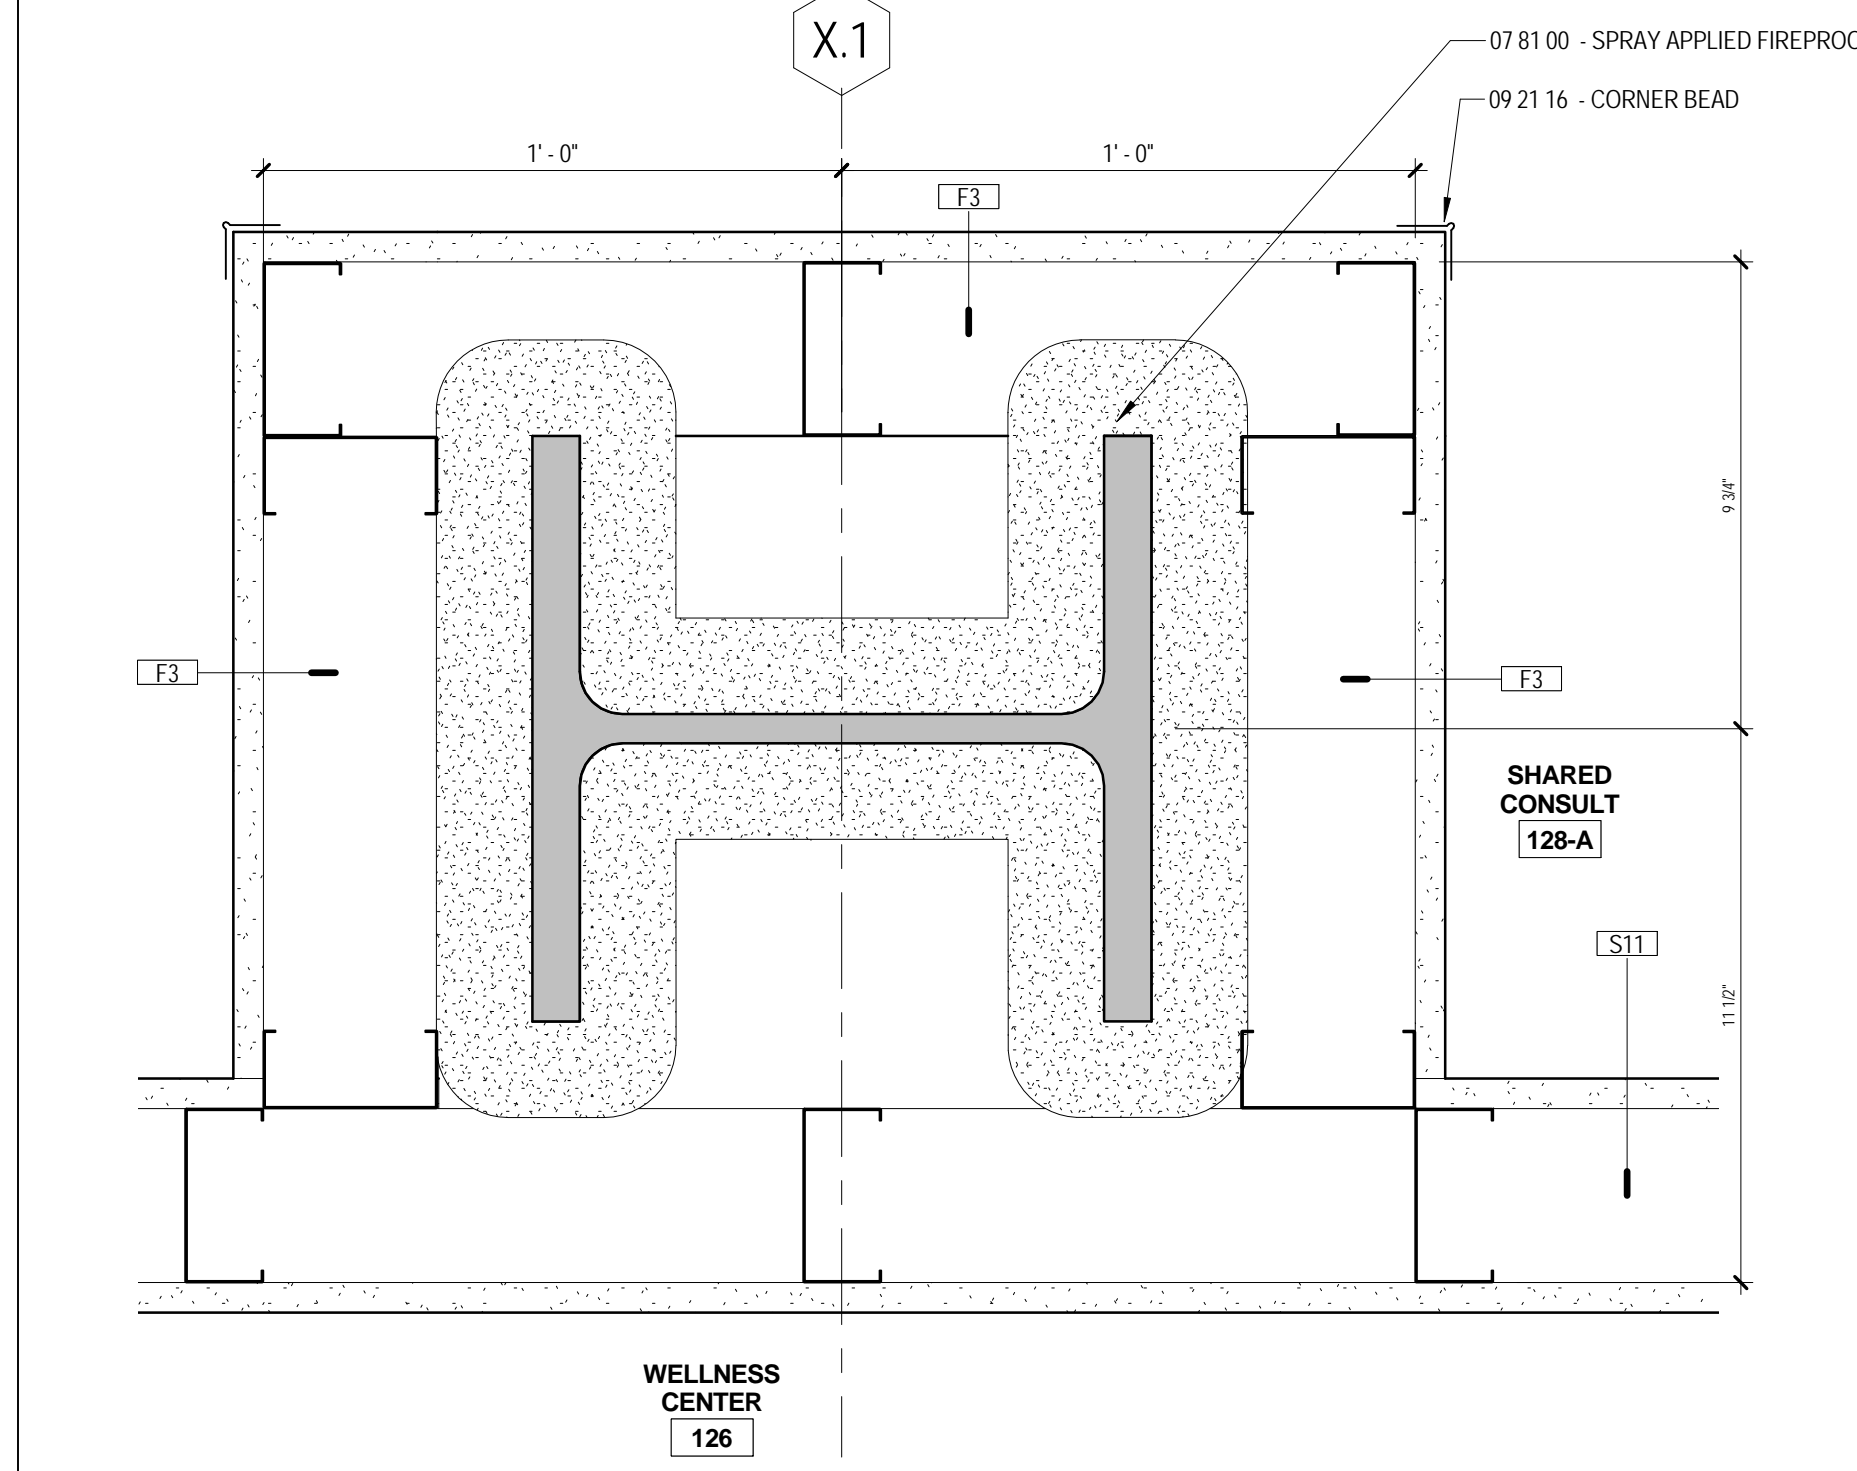 X.1
07 81 00 - SPRAY APPLIED FIREPROO
09 21 16 - CORNER BEAD
1' - 0"
1' - 0"
F3
9 3/4"
F3
F3
SHARED
CONSULT
128-A
S11
11 1/2"
WELLNESS
CENTER
126